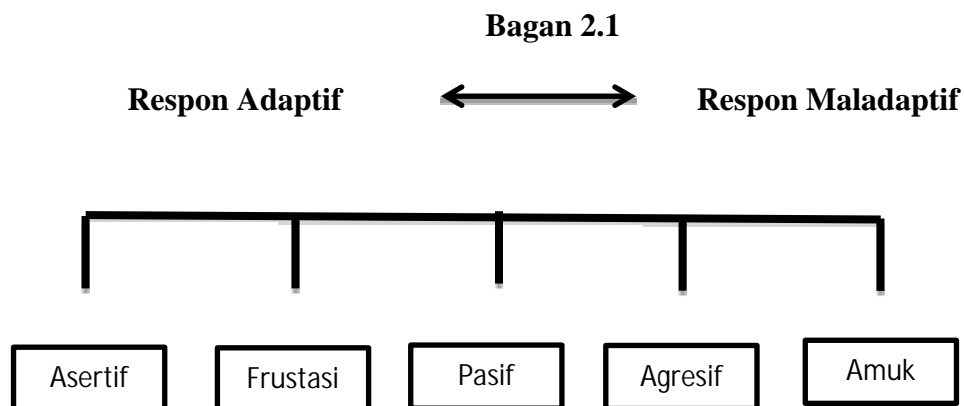 Bagan 2.1
Respon Adaptif Respon Maladaptif
Asertif Frustasi Pasif Agresif Amuk